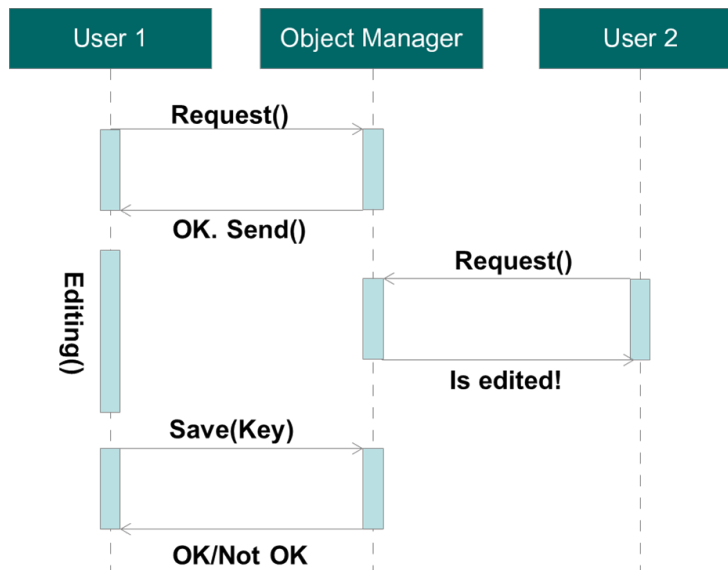 User 1
Object Manager
User 2
Request()
OK. Send()
Request()
Editing()
Is edited!
Save(Key)
OK/Not OK